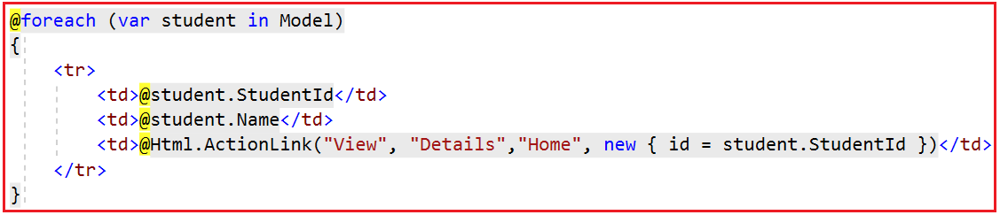 @foreach (var student in Model)
{
    <tr>
        <td>@student.StudentId</td>
        <td>@student.Name</td>
        <td>@Html.ActionLink("View", "Details","Home", new { id = student.StudentId })</td>
    </tr>
}